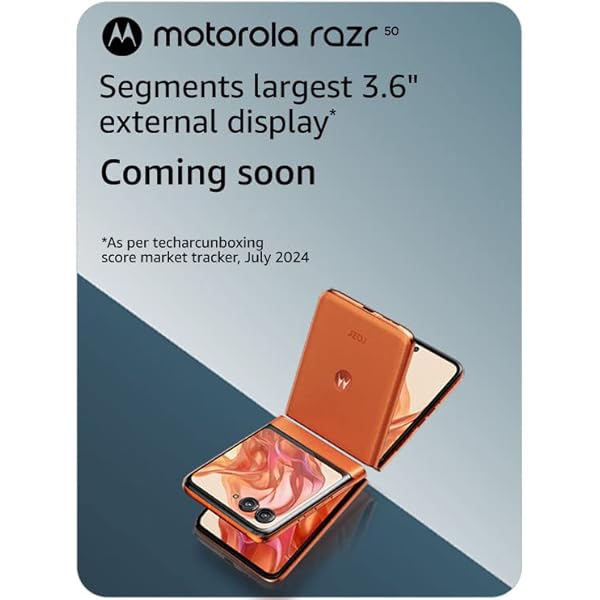 motorola razr 50
Segments largest 3.6"
external display*
Coming soon
*As per techarcunboxing
score market tracker, July 2024
razr